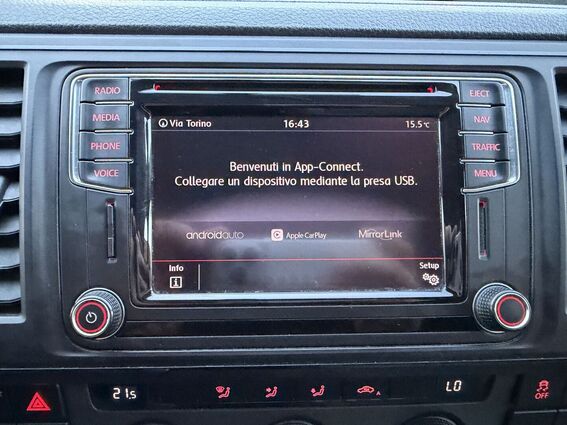 RADIO
MEDIA
PHONE
VOICE
EJECT
NAV
TRAFFIC
MENU
Via Torino 16:43 15.5°C
Benvenuti in App-Connect.
Collegare un dispositivo mediante la presa USB.
androidauto Apple CarPlay MirrorLink
Info Setup
21.5 A LO OFF